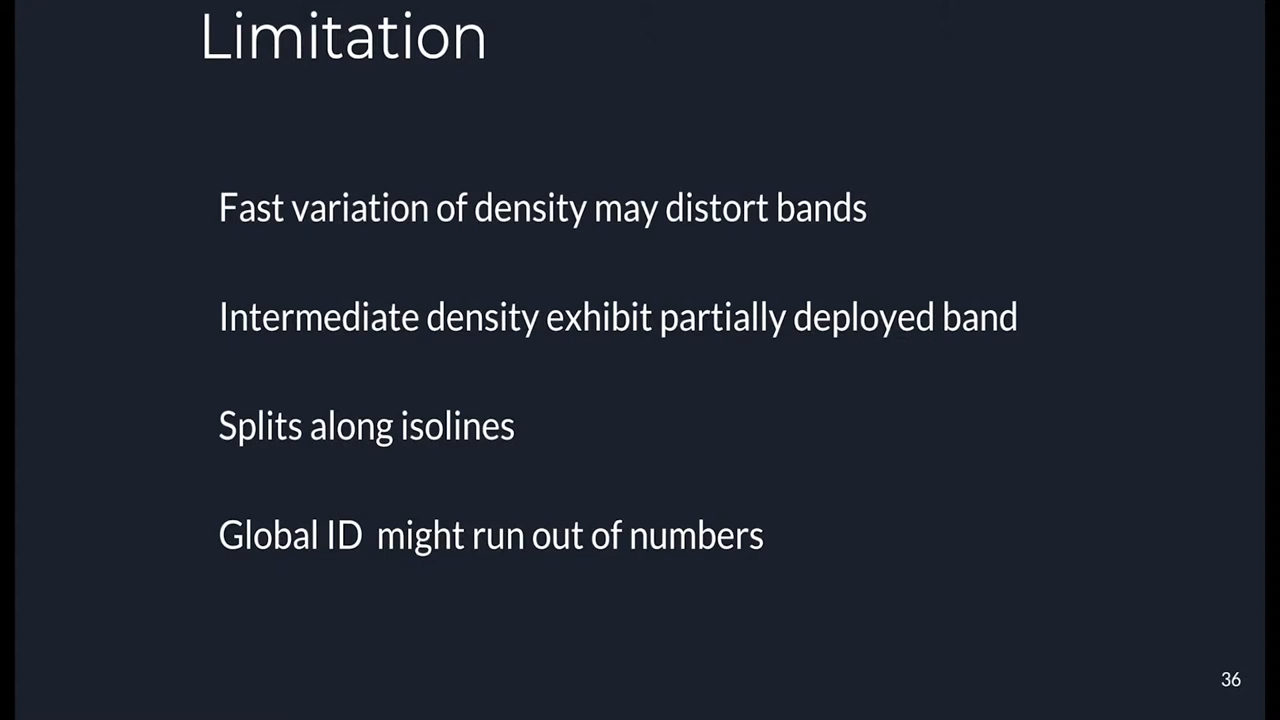 Limitation
Fast variation of density may distort bands
Intermediate density exhibit partially deployed band
Splits along isolines
Global ID might run out of numbers
36